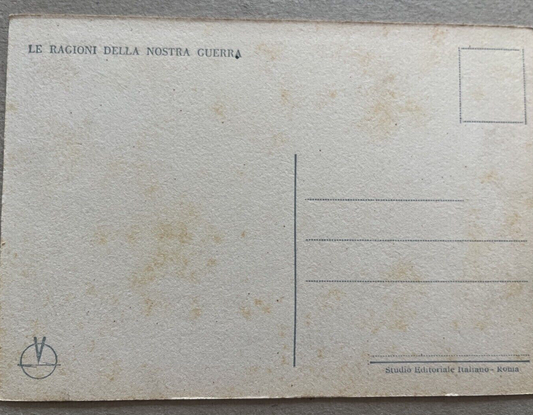 LE RAGIONI DELLA NOSTRA GUERRA
Studio Editoriale Italiano - Roma